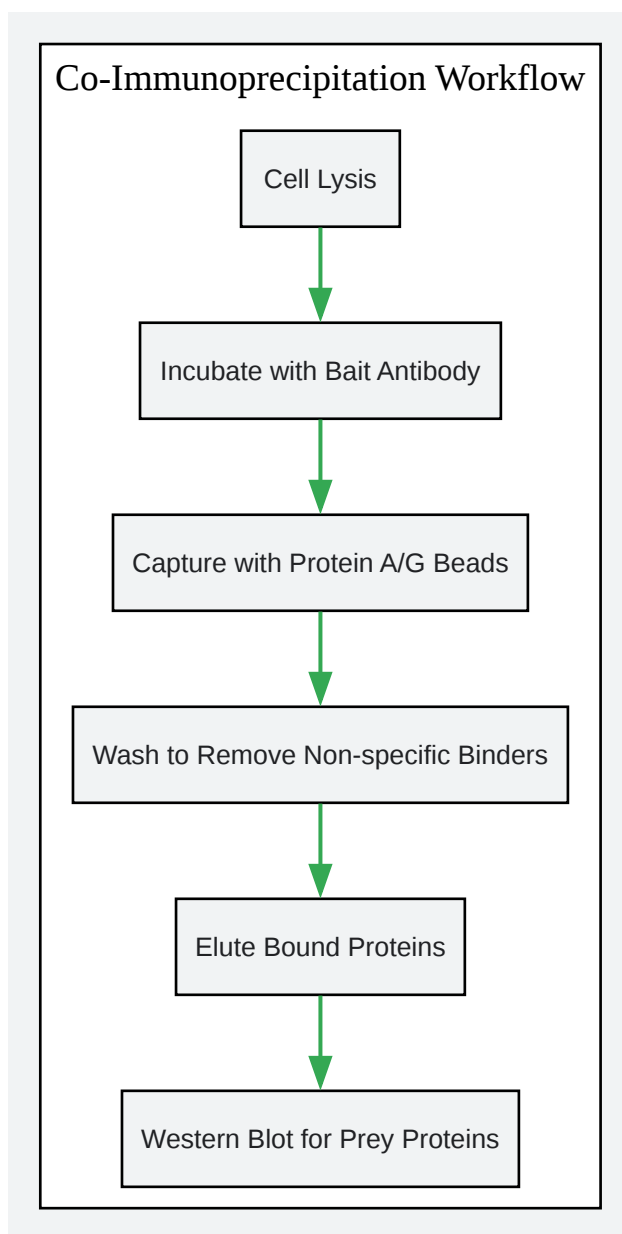 Co-Immunoprecipitation Workflow
Cell Lysis
Incubate with Bait Antibody
Capture with Protein A/G Beads
Wash to Remove Non-specific Binders
Elute Bound Proteins
Western Blot for Prey Proteins